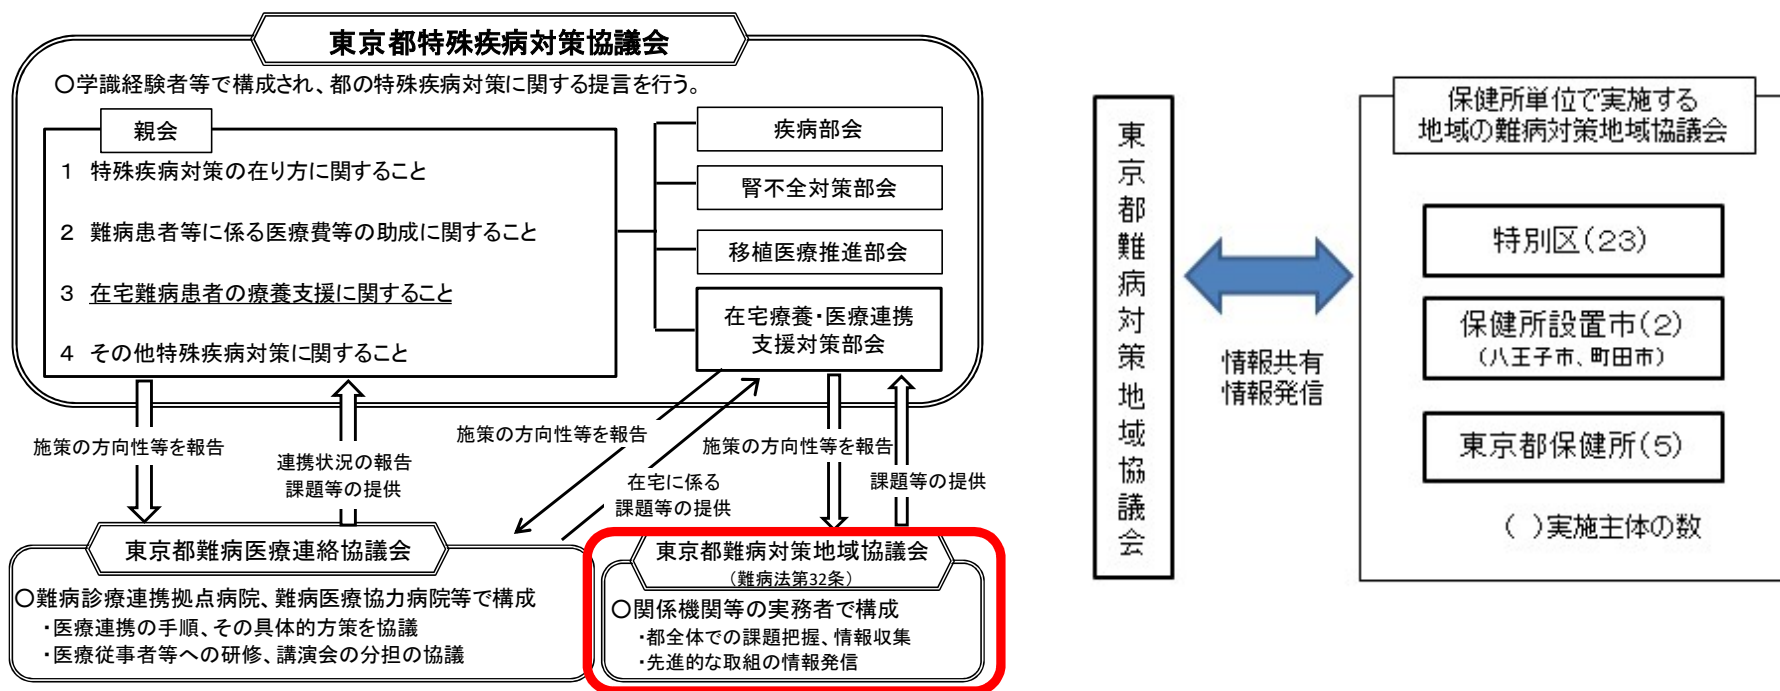 東京都特殊疾病対策協議会
〇学識経験者等で構成され、都の特殊疾病対策に関する提言を行う。
親会
1 特殊疾病対策の在り方に関すること
2 難病患者等に係る医療費等の助成に関すること
3 在宅難病患者の療養支援に関すること
4 その他特殊疾病対策に関すること
疾病部会
腎不全対策部会
移植医療推進部会
在宅療養・医療連携
支援対策部会
施策の方向性等を報告
連携状況の報告
課題等の提供
施策の方向性等を報告
在宅に係る
課題等の提供
施策の方向性等を報告
課題等の提供
東京都難病医療連絡協議会
〇難病診療連携拠点病院、難病医療協力病院等で構成
・医療連携の手順、その具体的方策を協議
・医療従事者等への研修、講演会の分担の協議
東京都難病対策地域協議会
(難病法第32条)
〇関係機関等の実務者で構成
・都全体での課題把握、情報収集
・先進的な取組の情報発信
東京都難病対策地域協議会
情報共有
情報発信
保健所単位で実施する
地域の難病対策地域協議会
特別区(23)
保健所設置市(2)
(八王子市、町田市)
東京都保健所(5)
( )実施主体の数